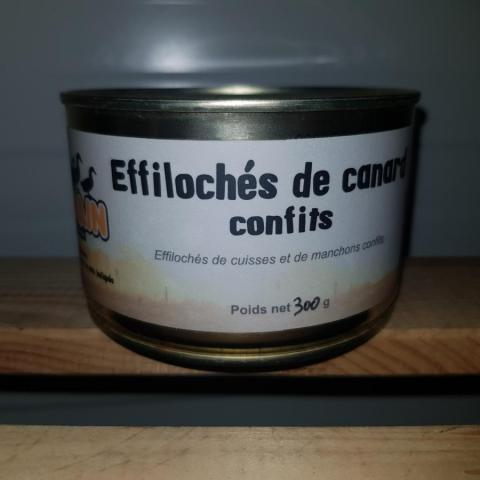 Effilochés de canard
confits
Effilochés de cuisses et de manchons confits
Poids net 300 g